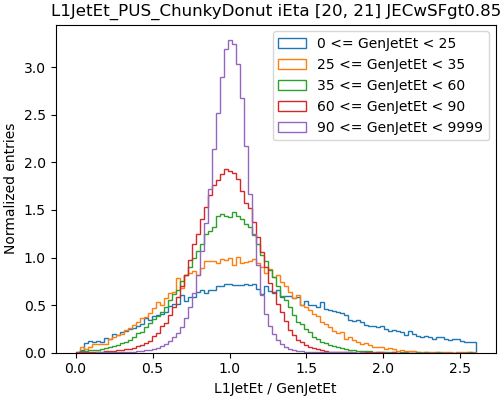 L1JetEt_PUS_ChunkyDonut iEta [20, 21] JECwSFgt0.85
0 <= GenJetEt < 25
25 <= GenJetEt < 35
35 <= GenJetEt < 60
60 <= GenJetEt < 90
90 <= GenJetEt < 9999
Normalized entries
3.0
2.5
2.0
1.5
1.0
0.5
0.0
0.0 0.5 1.0 1.5 2.0 2.5
L1JetEt / GenJetEt